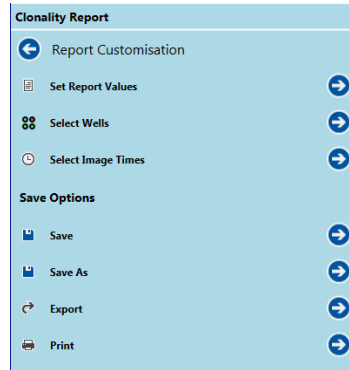 Clonality Report
Report Customisation
Set Report Values
Select Wells
Select Image Times
Save Options
Save
Save As
Export
Print